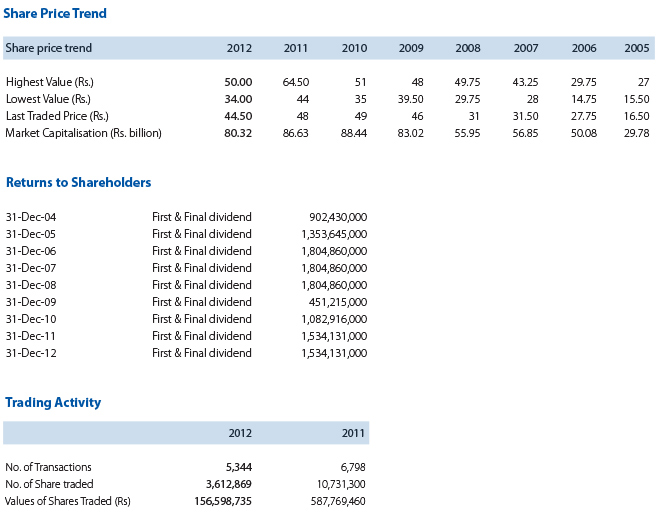 Share Price Trend
Share price trend 2012 2011 2010 2009 2008 2007 2006 2005
Highest Value (Rs.) 50.00 64.50 51 48 49.75 43.25 29.75 27
Lowest Value (Rs.) 34.00 44 35 39.50 29.75 28 14.75 15.50
Last Traded Price (Rs.) 44.50 48 49 46 31 31.50 27.75 16.50
Market Capitalisation (Rs. billion) 80.32 86.63 88.44 83.02 55.95 56.85 50.08 29.78
Returns to Shareholders
31-Dec-04 First & Final dividend 902,430,000
31-Dec-05 First & Final dividend 1,353,645,000
31-Dec-06 First & Final dividend 1,804,860,000
31-Dec-07 First & Final dividend 1,804,860,000
31-Dec-08 First & Final dividend 1,804,860,000
31-Dec-09 First & Final dividend 451,215,000
31-Dec-10 First & Final dividend 1,082,916,000
31-Dec-11 First & Final dividend 1,534,131,000
31-Dec-12 First & Final dividend 1,534,131,000
Trading Activity
2012 2011
No. of Transactions 5,344 6,798
No. of Share traded 3,612,869 10,731,300
Values of Shares Traded (Rs) 156,598,735 587,769,460